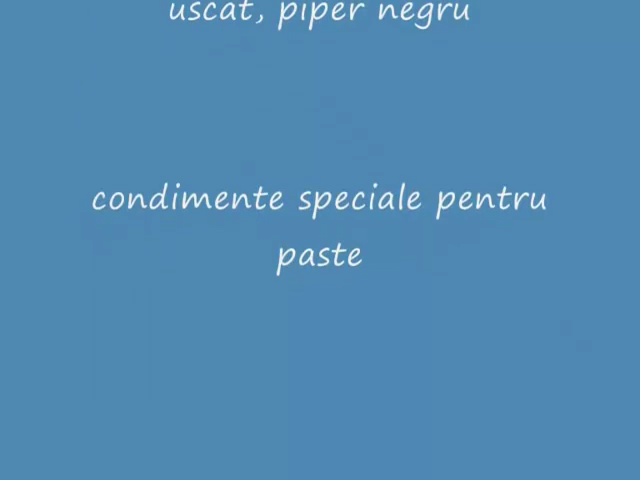 uscat, piper negru
condimente speciale pentru
paste